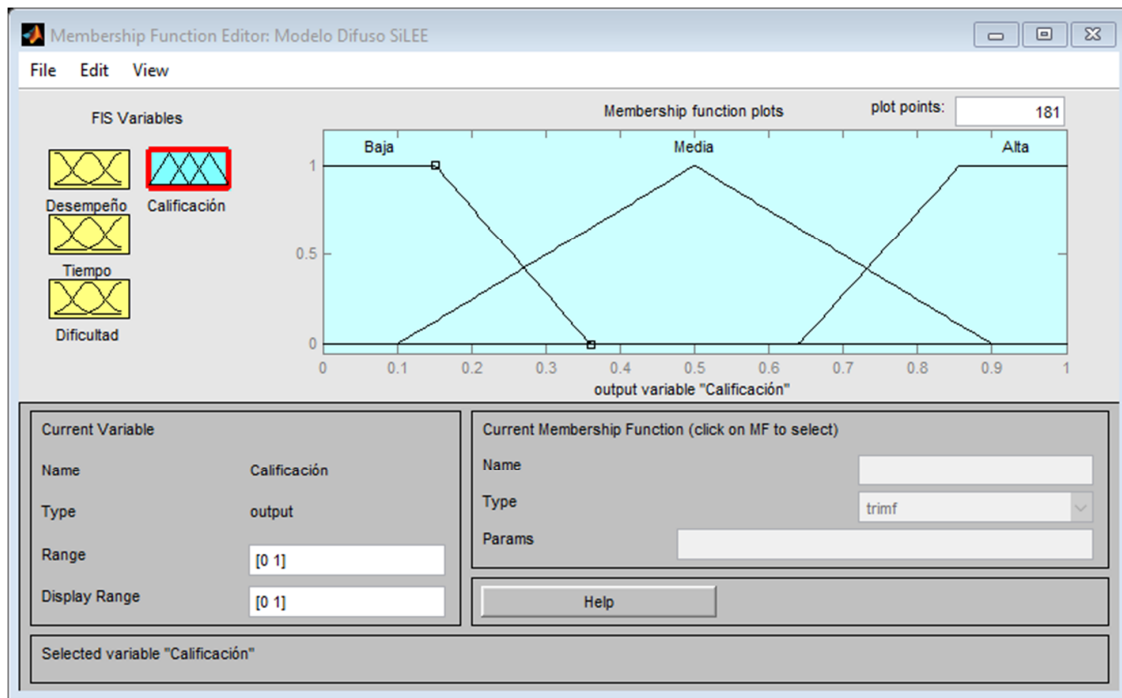 Membership Function Editor: Modelo Difuso SiLEE
File Edit View
FIS Variables
Desempeño
Calificación
Tiempo
Dificultad
Membership function plots
plot points:
181
Baja
Media
Alta
1
0.5
0
0 0.1 0.2 0.3 0.4 0.5 0.6 0.7 0.8 0.9 1
output variable "Calificación"
Current Variable
Name Calificación
Type output
Range [0 1]
Display Range [0 1]
Current Membership Function (click on MF to select)
Name
Type trimf
Params
Help
Selected variable "Calificación"